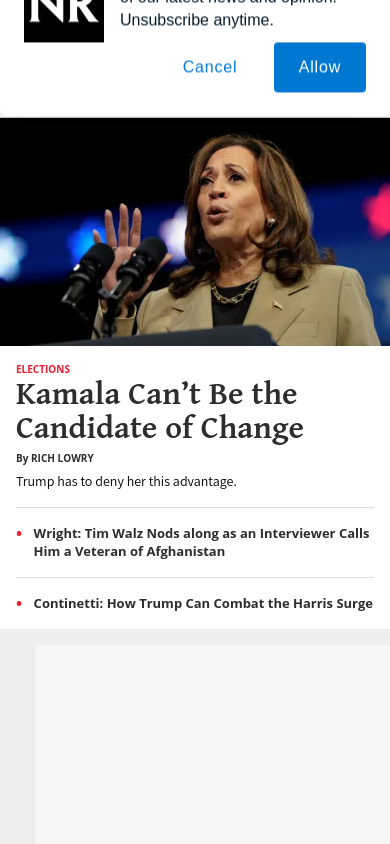 NR
of our latest news and opinion.
Unsubscribe anytime.
Cancel
Allow
ELECTIONS
Kamala Can’t Be the
Candidate of Change
By RICH LOWRY
Trump has to deny her this advantage.
Wright: Tim Walz Nods along as an Interviewer Calls
Him a Veteran of Afghanistan
Continetti: How Trump Can Combat the Harris Surge